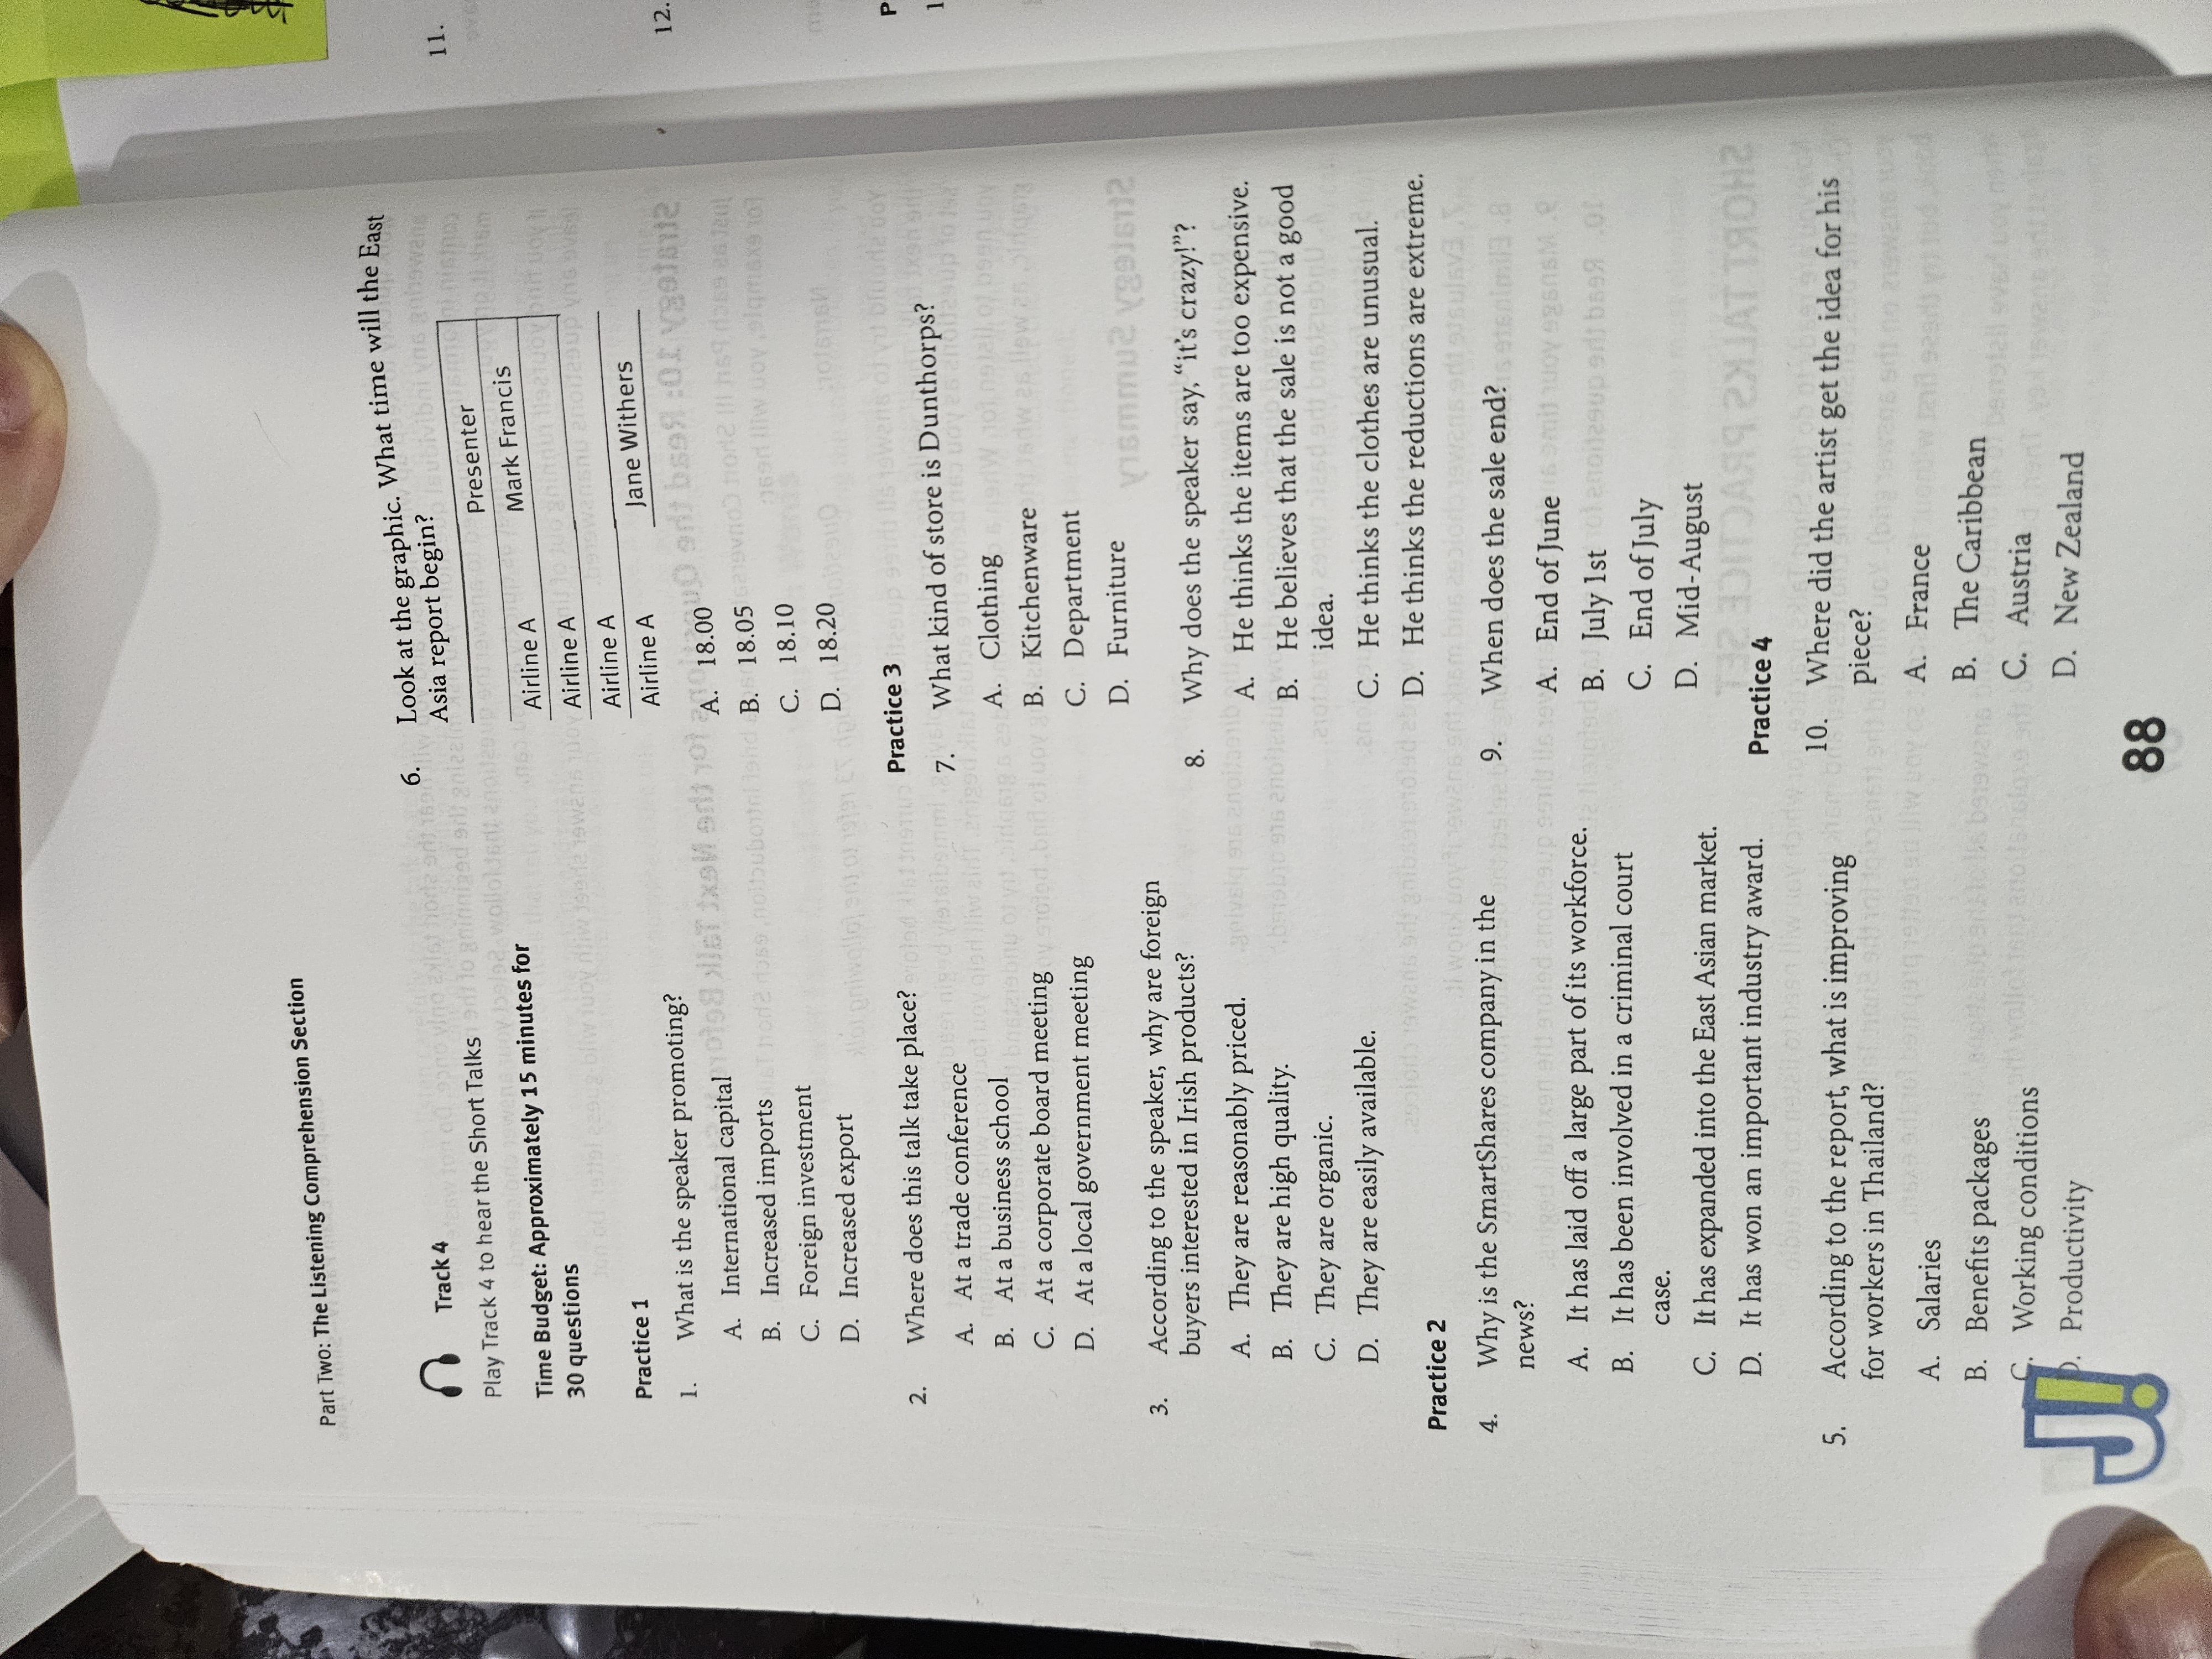 Part Two: The Listening Comprehension Section
Track 4
Play Track 4 to hear the Short Talks
Time Budget: Approximately 15 minutes for
30 questions
Practice 1
1. What is the speaker promoting?
A. International capital
B. Increased imports
C. Foreign investment
D. Increased export
2. Where does this talk take place?
A. At a trade conference
B. At a business school
C. At a corporate board meeting
D. At a local government meeting
3. According to the speaker, why are foreign
buyers interested in Irish products?
A. They are reasonably priced.
B. They are high quality.
C. They are organic.
D. They are easily available.
Practice 2
4. Why is the SmartShares company in the
news?
A. It has laid off a large part of its workforce.
B. It has been involved in a criminal court
case.
C. It has expanded into the East Asian market.
D. It has won an important industry award.
5. According to the report, what is improving
for workers in Thailand?
A. Salaries
B. Benefits packages
C. Working conditions
D. Productivity
J!
6. Look at the graphic. What time will the East
Asia report begin?
Presenter
Airline A Mark Francis
Airline A
Airline A
Airline A Jane Withers
A. 18.00
B. 18.05
C. 18.10
D. 18.20
Practice 3
7. What kind of store is Dunthorps?
A. Clothing
B. Kitchenware
C. Department
D. Furniture
8. Why does the speaker say, “it’s crazy!”?
A. He thinks the items are too expensive.
B. He believes that the sale is not a good
idea.
C. He thinks the clothes are unusual.
D. He thinks the reductions are extreme.
9. When does the sale end?
A. End of June
B. July 1st
C. End of July
D. Mid-August
Practice 4
10. Where did the artist get the idea for his
piece?
A. France
B. The Caribbean
C. Austria
D. New Zealand
88
11.
12.